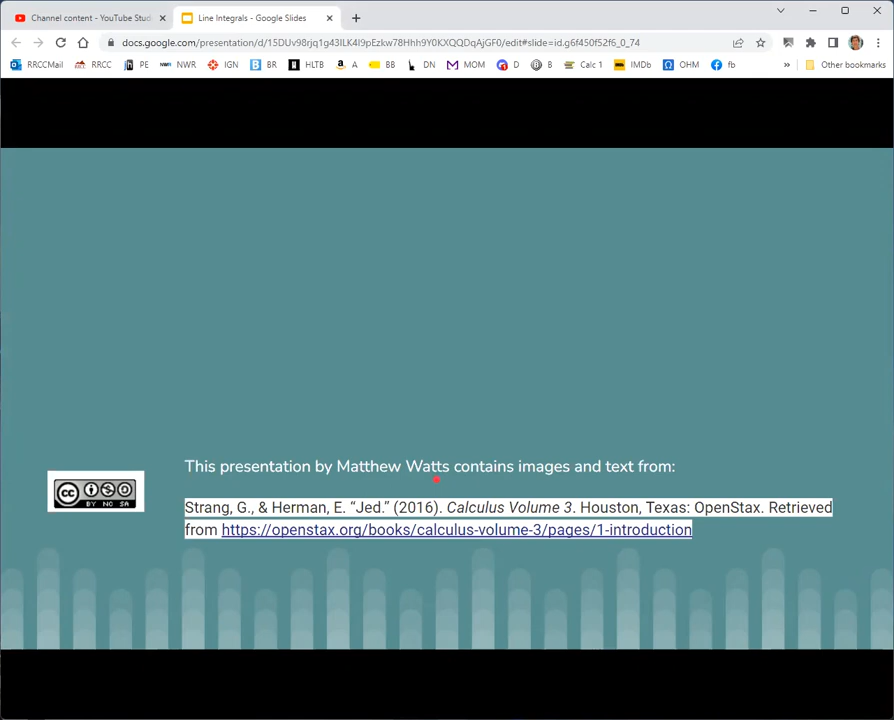 Channel content - YouTube Stud
Line Integrals - Google Slides
docs.google.com/presentation/d/15DUv98rjq1g43ILK4I9pEzkw78Hhh9Y0KXQQDqAjGF0/edit#slide=id.g6f450f52f6_0_74
RRCCMail RRCC PE NWR IGN BR HLTB A BB DN MOM D B Calc 1 IMDb OHM fb » Other bookmarks
This presentation by Matthew Watts contains images and text from:
Strang, G., & Herman, E. “Jed.” (2016). Calculus Volume 3. Houston, Texas: OpenStax. Retrieved
from https://openstax.org/books/calculus-volume-3/pages/1-introduction
cc
BY NC SA